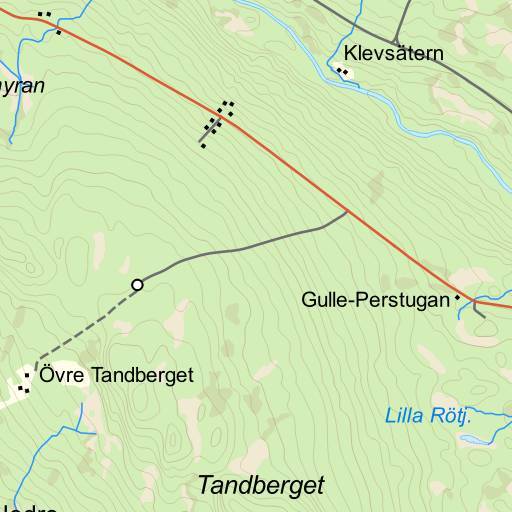 Klevsätern
Gulle-Perstugan
Övre Tandberget
Lilla Rötj.
Tandberget